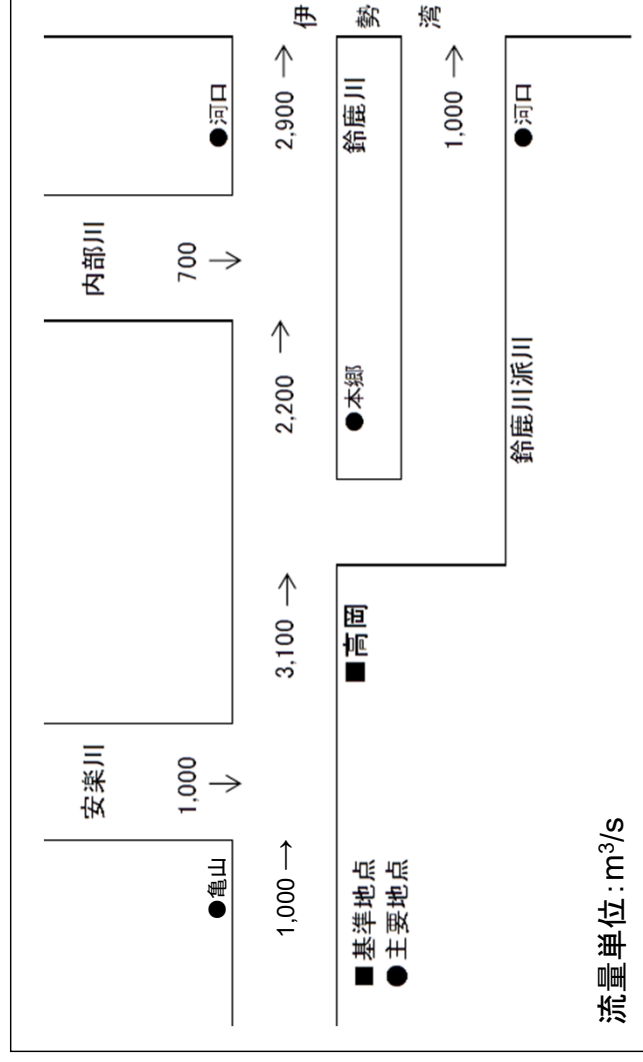 安楽川
1,000
↓
内部川
700
↓
●亀山
●河口
1,000 →
3,100 →
2,200 →
2,900 →
伊勢湾
■高岡
●本郷
鈴鹿川
1,000 →
■基準地点
●主要地点
鈴鹿川派川
●河口
流量単位:m³/s